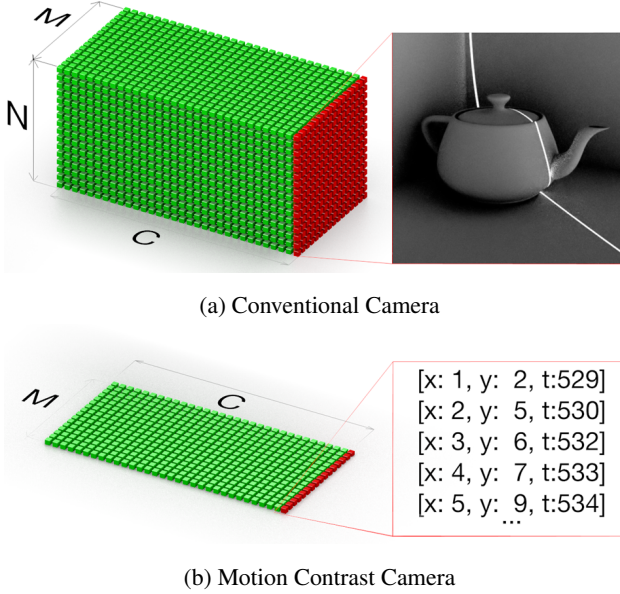 M
N
C
(a) Conventional Camera
M
C
[x: 1, y: 2, t:529]
[x: 2, y: 5, t:530]
[x: 3, y: 6, t:532]
[x: 4, y: 7, t:533]
[x: 5, y: 9, t:534]
...
(b) Motion Contrast Camera